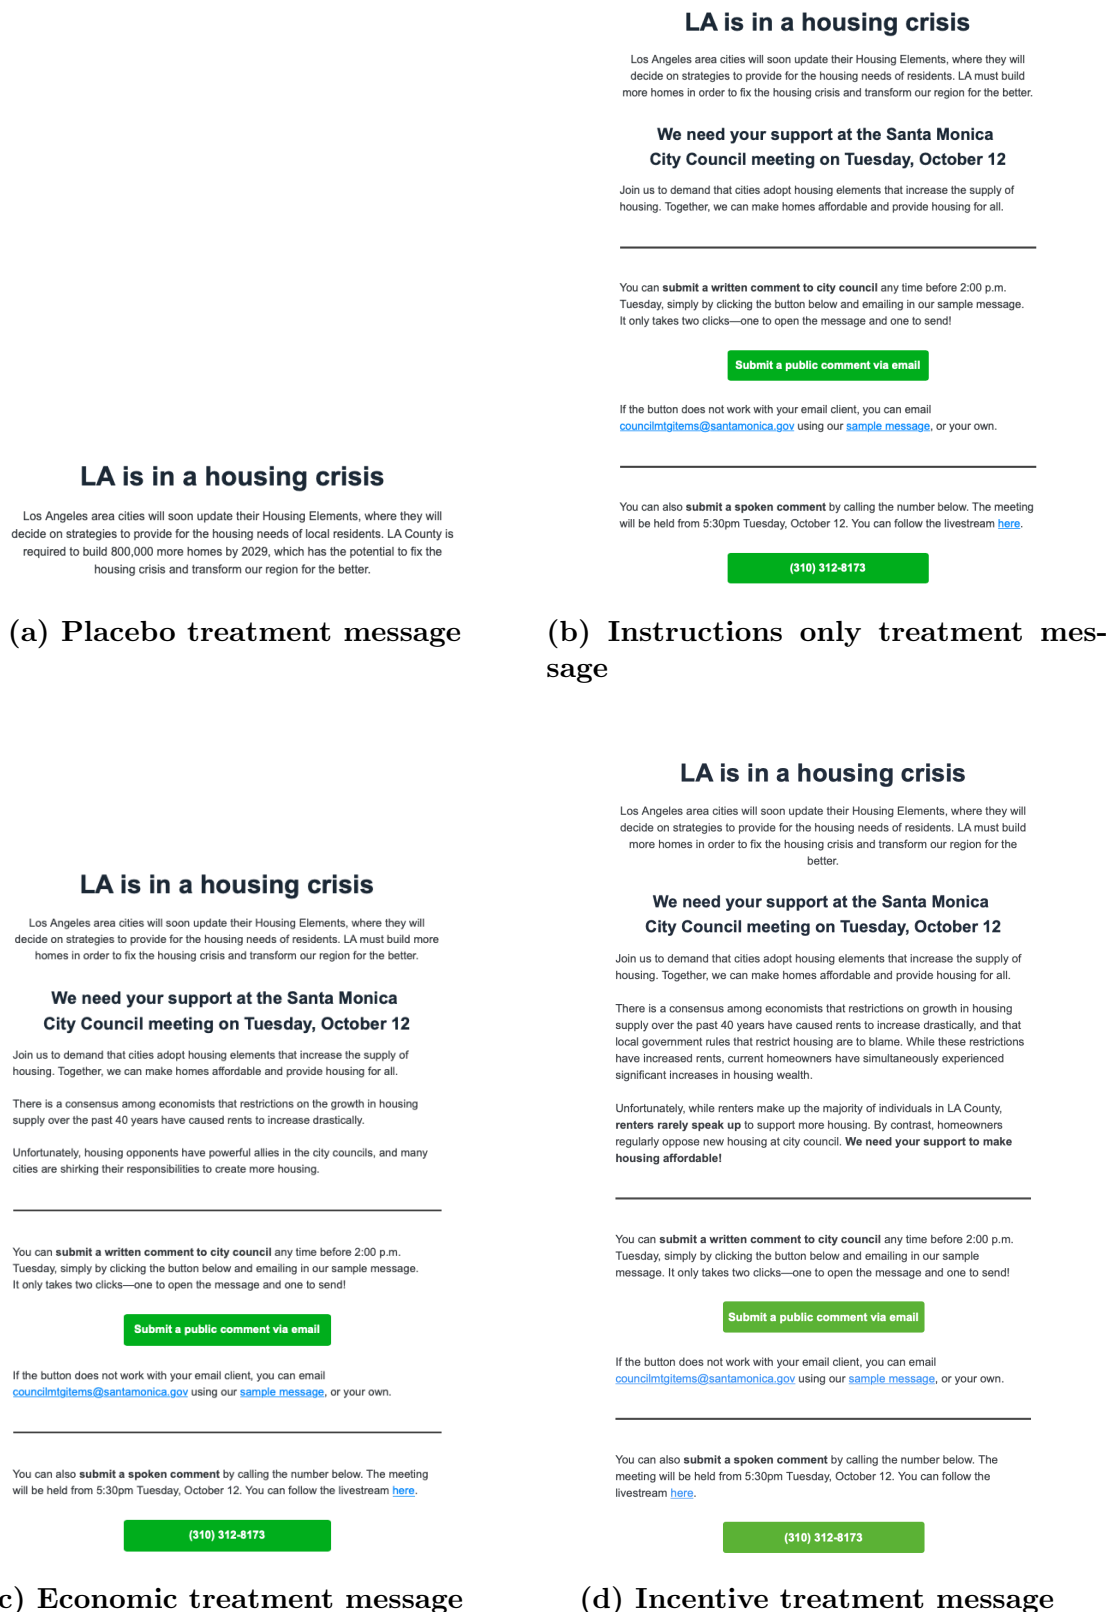 LA is in a housing crisis
Los Angeles area cities will soon update their Housing Elements, where they will
decide on strategies to provide for the housing needs of local residents. LA County is
required to build 800,000 more homes by 2029, which has the potential to fix the
housing crisis and transform our region for the better.
(a) Placebo treatment message
LA is in a housing crisis
Los Angeles area cities will soon update their Housing Elements, where they will
decide on strategies to provide for the housing needs of residents. LA must build
more homes in order to fix the housing crisis and transform our region for the better.
We need your support at the Santa Monica
City Council meeting on Tuesday, October 12
Join us to demand that cities adopt housing elements that increase the supply of
housing. Together, we can make homes affordable and provide housing for all.
You can submit a written comment to city council any time before 2:00 p.m.
Tuesday, simply by clicking the button below and emailing in our sample message.
It only takes two clicks—one to open the message and one to send!
Submit a public comment via email
If the button does not work with your email client, you can email
councilmtgitems@santamonica.gov using our sample message, or your own.
You can also submit a spoken comment by calling the number below. The meeting
will be held from 5:30pm Tuesday, October 12. You can follow the livestream here.
(310) 312-8173
(b) Instructions only treatment mes-
sage
LA is in a housing crisis
Los Angeles area cities will soon update their Housing Elements, where they will
decide on strategies to provide for the housing needs of residents. LA must build more
homes in order to fix the housing crisis and transform our region for the better.
We need your support at the Santa Monica
City Council meeting on Tuesday, October 12
Join us to demand that cities adopt housing elements that increase the supply of
housing. Together, we can make homes affordable and provide housing for all.
There is a consensus among economists that restrictions on the growth in housing
supply over the past 40 years have caused rents to increase drastically.
Unfortunately, housing opponents have powerful allies in the city councils, and many
cities are shirking their responsibilities to create more housing.
You can submit a written comment to city council any time before 2:00 p.m.
Tuesday, simply by clicking the button below and emailing in our sample message.
It only takes two clicks—one to open the message and one to send!
Submit a public comment via email
If the button does not work with your email client, you can email
councilmtgitems@santamonica.gov using our sample message, or your own.
You can also submit a spoken comment by calling the number below. The meeting
will be held from 5:30pm Tuesday, October 12. You can follow the livestream here.
(310) 312-8173
c) Economic treatment message
LA is in a housing crisis
Los Angeles area cities will soon update their Housing Elements, where they will
decide on strategies to provide for the housing needs of residents. LA must build
more homes in order to fix the housing crisis and transform our region for the
better.
We need your support at the Santa Monica
City Council meeting on Tuesday, October 12
Join us to demand that cities adopt housing elements that increase the supply of
housing. Together, we can make homes affordable and provide housing for all.
There is a consensus among economists that restrictions on growth in housing
supply over the past 40 years have caused rents to increase drastically, and that
local government rules that restrict housing are to blame. While these restrictions
have increased rents, current homeowners have simultaneously experienced
significant increases in housing wealth.
Unfortunately, while renters make up the majority of individuals in LA County,
renters rarely speak up to support more housing. By contrast, homeowners
regularly oppose new housing at city council. We need your support to make
housing affordable!
You can submit a written comment to city council any time before 2:00 p.m.
Tuesday, simply by clicking the button below and emailing in our sample
message. It only takes two clicks—one to open the message and one to send!
Submit a public comment via email
If the button does not work with your email client, you can email
councilmtgitems@santamonica.gov using our sample message, or your own.
You can also submit a spoken comment by calling the number below. The
meeting will be held from 5:30pm Tuesday, October 12. You can follow the
livestream here.
(310) 312-8173
(d) Incentive treatment message